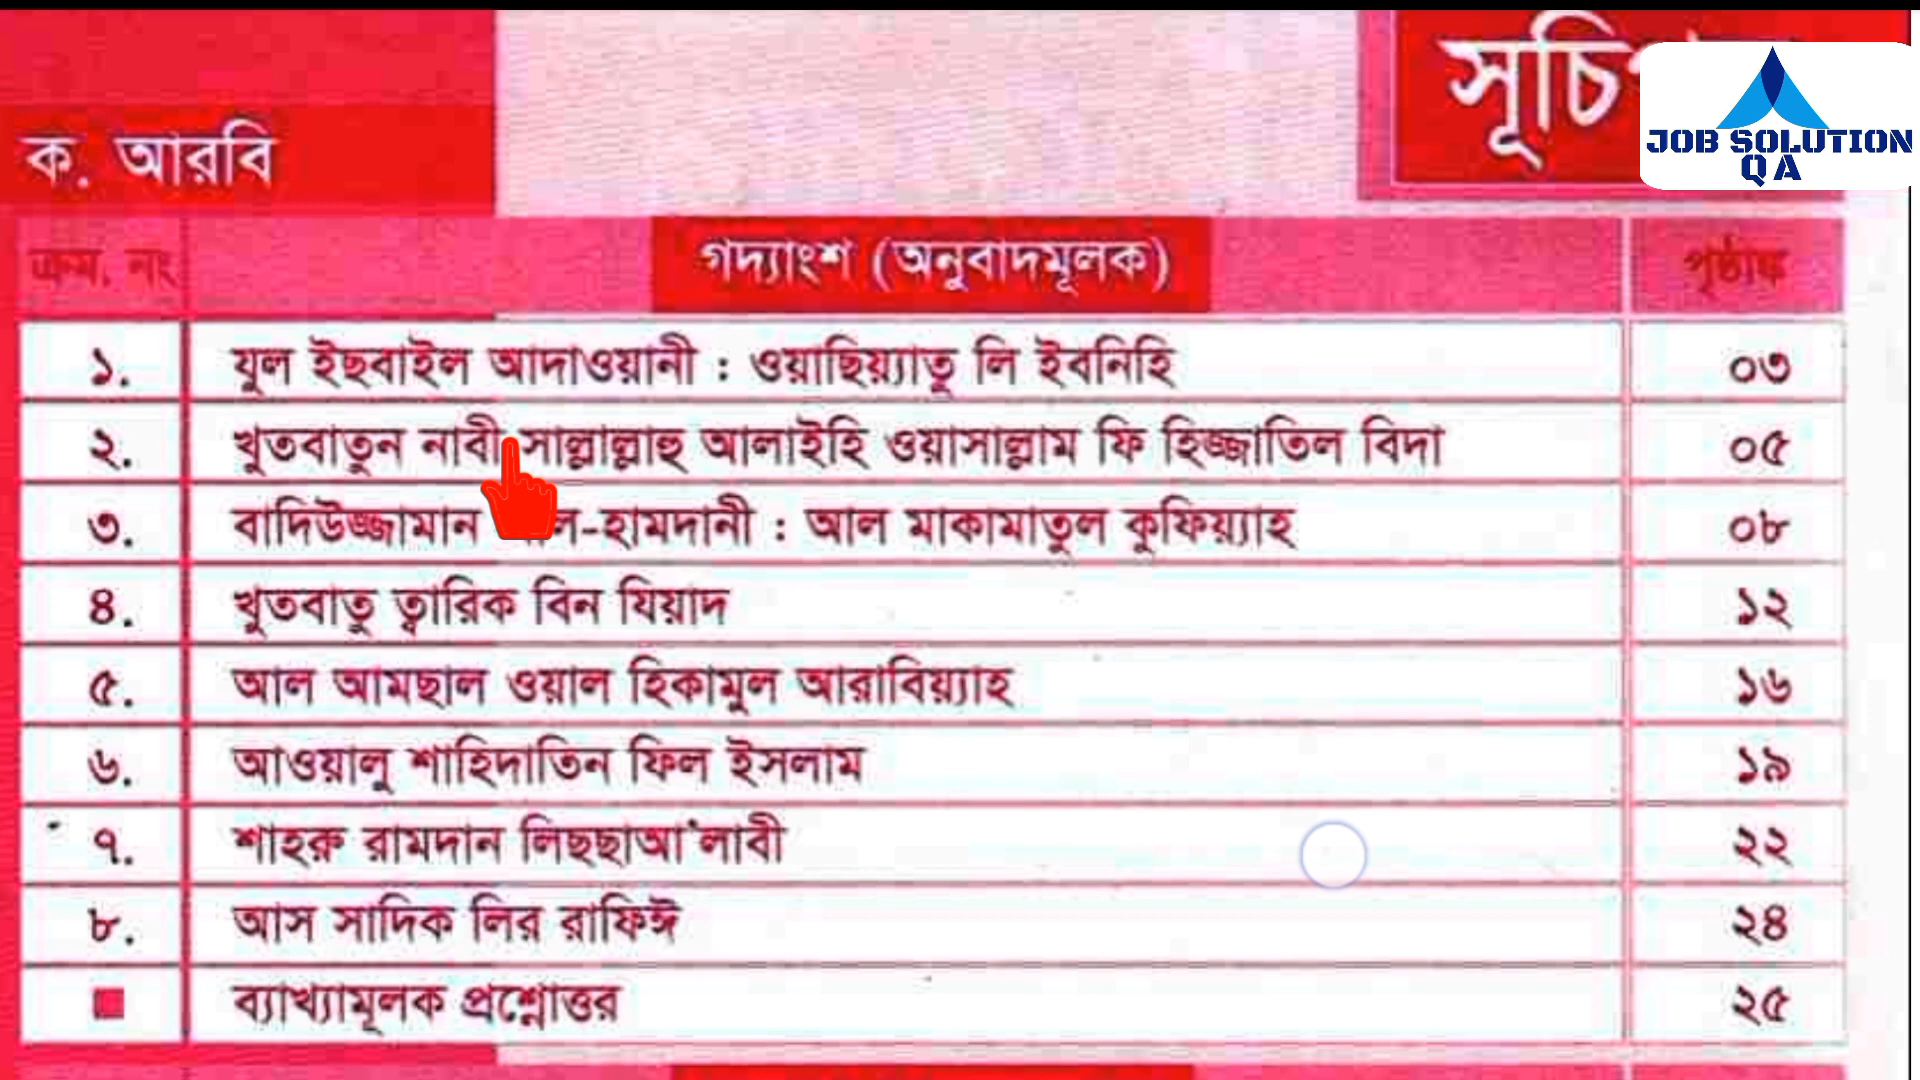 সূচি
JOB SOLUTION
QA
ক. আরবি
ক্রম. নং গদ্যাংশ (অনুবাদমূলক) পৃষ্ঠাঙ্ক
১. যুল ইছবাইল আদাওয়ানী : ওয়াছিয়্যাতু লি ইবনিহি ০৩
২. খুতবাতুন নাবী সাল্লাল্লাহু আলাইহি ওয়াসাল্লাম ফি হিজ্জাতিল বিদা ০৫
৩. বাদিউজ্জামান ল-হামদানী : আল মাকামাতুল কুফিয়্যাহ ০৮
৪. খুতবাতু ত্বারিক বিন যিয়াদ ১২
৫. আল আমছাল ওয়াল হিকামুল আরাবিয়্যাহ ১৬
৬. আওয়ালু শাহিদাতিন ফিল ইসলাম ১৯
৭. শাহরু রামদান লিছছাআ'লাবী ২২
৮. আস সাদিক লির রাফিঈ ২৪
■ ব্যাখ্যামূলক প্রশ্নোত্তর ২৫